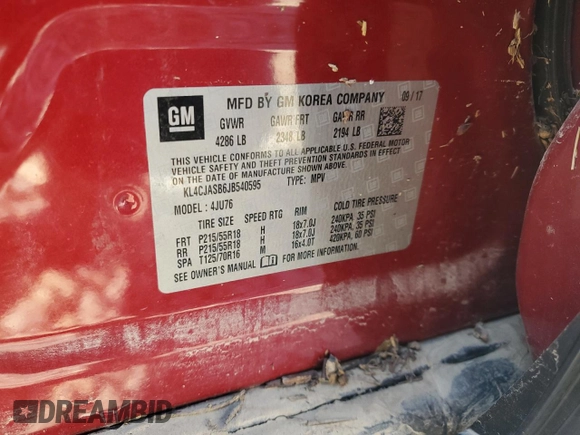 GM
MFD BY GM KOREA COMPANY 09/17
GVWR GAWR FRT GAWR RR
4286 LB 2348 LB 2194 LB
THIS VEHICLE CONFORMS TO ALL APPLICABLE U.S. FEDERAL MOTOR
VEHICLE SAFETY AND THEFT PREVENTION STANDARDS IN EFFECT
ON THE DATE OF MANUFACTURE SHOWN ABOVE.
KL4CJASB6JB540595 TYPE: MPV
MODEL: 4JU76
TIRE SIZE SPEED RTG RIM COLD TIRE PRESSURE
FRT P215/55R18 H 18x7.0J 240KPA, 35 PSI
RR P215/55R18 H 18x7.0J 240KPA, 35 PSI
SPA T125/70R16 M 16x4.0T 420KPA, 60 PSI
SEE OWNER'S MANUAL FOR MORE INFORMATION.
DREAMBID